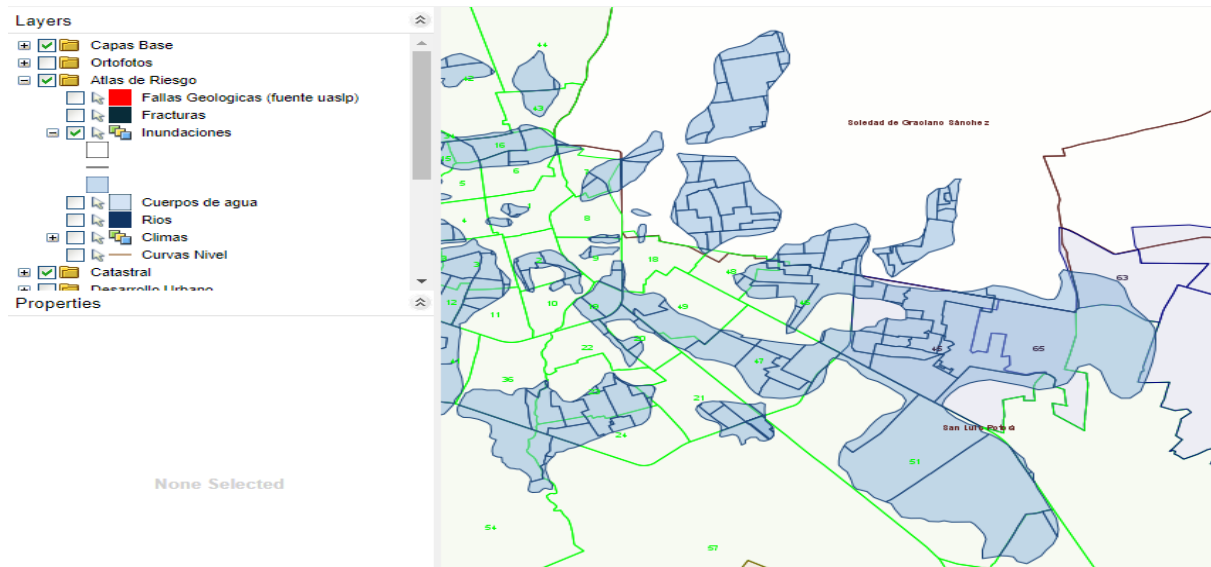 Layers
Capas Base
Ortofotos
Atlas de Riesgo
Fallas Geologicas (fuente uaslp)
Fracturas
Inundaciones
Cuerpos de agua
Rios
Climas
Curvas Nivel
Catastral
Desarrollo Urbano
Properties
None Selected
44
43
16
6
5
7
Soledad de Graciano Sánchez
4
8
9
18
48
63
12
11
10
49
20
22
47
65
36
21
24
San Luis Potosí
51
54
57